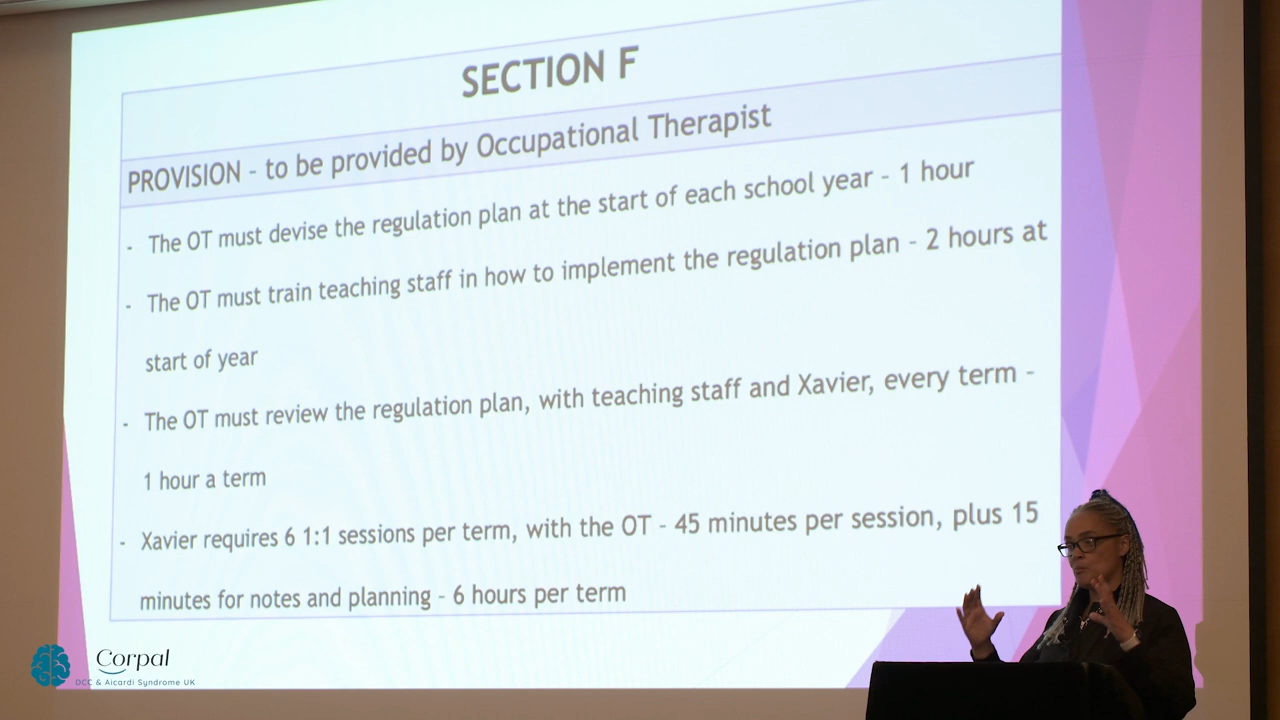 SECTION F
PROVISION - to be provided by Occupational Therapist
- The OT must devise the regulation plan at the start of each school year - 1 hour
- The OT must train teaching staff in how to implement the regulation plan - 2 hours at
start of year
- The OT must review the regulation plan, with teaching staff and Xavier, every term -
1 hour a term
- Xavier requires 6 1:1 sessions per term, with the OT - 45 minutes per session, plus 15
minutes for notes and planning - 6 hours per term
Corpal
DCC & Aicardi Syndrome UK